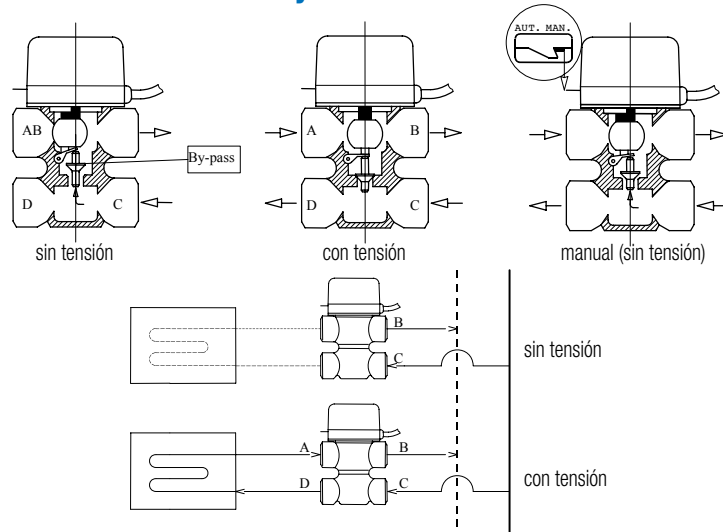 AUT. MAN.
AB
A
B
By-pass
D
C
D
C
sin tensión
con tensión
manual (sin tensión)
B
C
sin tensión
A
B
D
C
con tensión